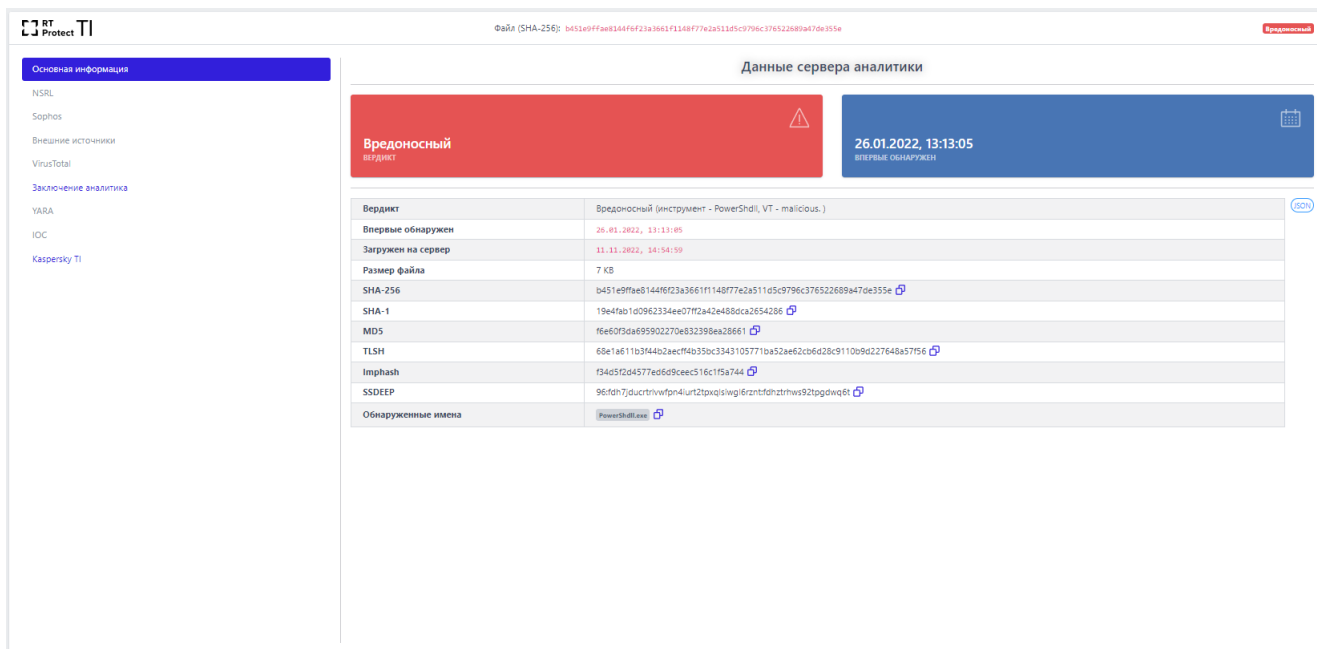 RT Protect TI
Файл (SHA-256): b451e9ffae8144f6f23a3661f1148f77e2a511d5c9796c376522689a47de355e
Вредоносный
Основная информация
NSRL
Sophos
Внешние источники
VirusTotal
Заключение аналитика
YARA
IOC
Kaspersky TI
Данные сервера аналитики
Вредоносный
ВЕРДИКТ
26.01.2022, 13:13:05
ВПЕРВЫЕ ОБНАРУЖЕН
JSON
Вердикт Вредоносный (инструмент - PowerShdll, VT - malicious. )
Впервые обнаружен 26.01.2022, 13:13:05
Загружен на сервер 11.11.2022, 14:54:59
Размер файла 7 KB
SHA-256 b451e9ffae8144f6f23a3661f1148f77e2a511d5c9796c376522689a47de355e
SHA-1 19e4fab1d0962334ee07ff2a42e488dca2654286
MD5 f6e60f3da695902270e832398ea28661
TLSH 68e1a611b3f44b2aecff4b35bc3343105771ba52ae62cb6d28c9110b9d227648a57f56
Imphash f34d5f2d4577ed6d9ceec516c1f5a744
SSDEEP
Обнаруженные имена PowerShdll.exe